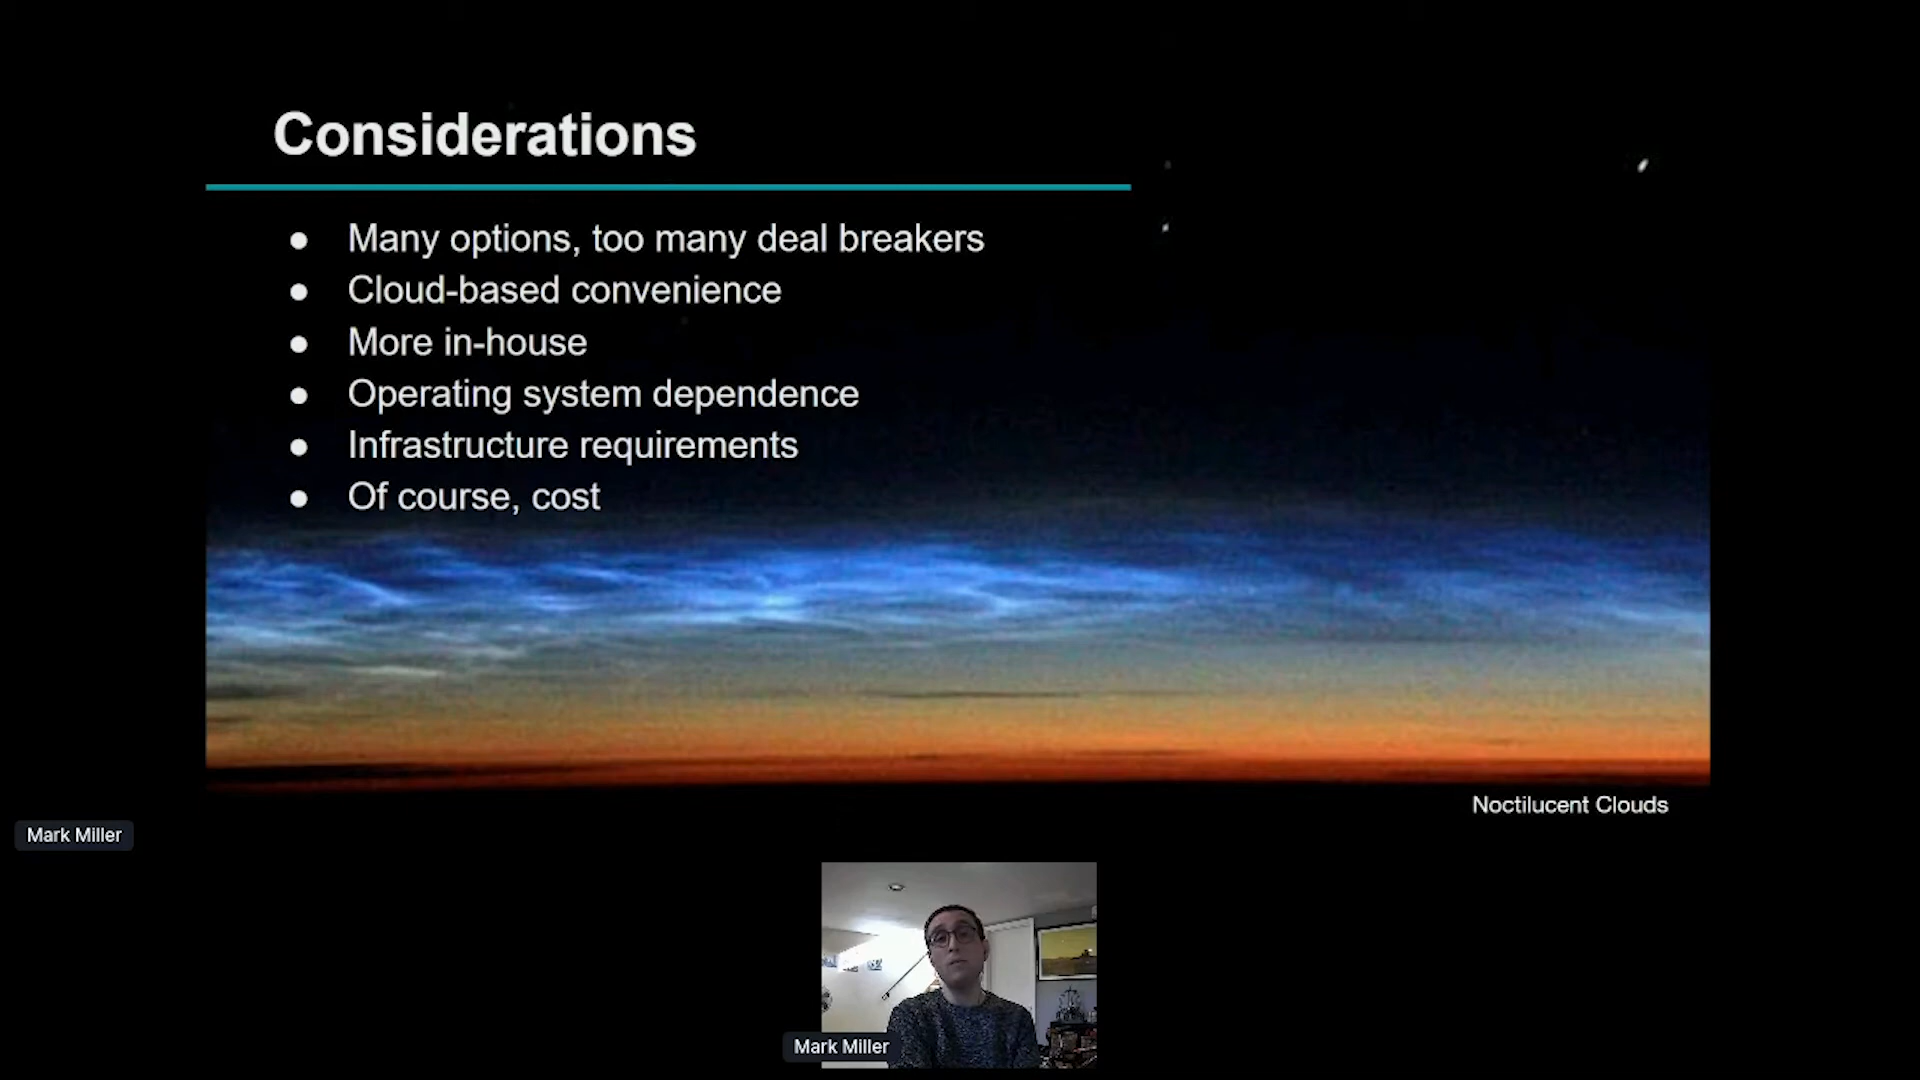 Considerations
● Many options, too many deal breakers
● Cloud-based convenience
● More in-house
● Operating system dependence
● Infrastructure requirements
● Of course, cost
Noctilucent Clouds
Mark Miller
Mark Miller